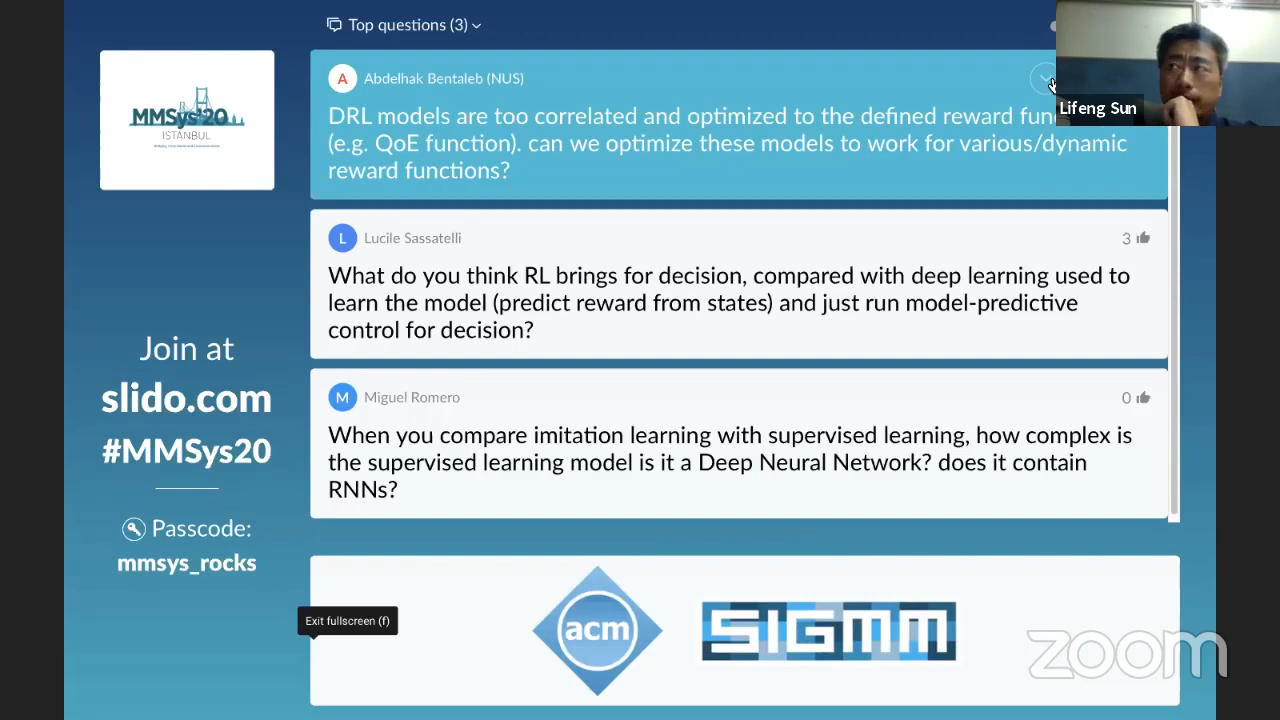 Top questions (3)
MMSys'20
ISTANBUL
A
Abdelhak Bentaleb (NUS)
DRL models are too correlated and optimized to the defined reward
(e.g. QoE function). can we optimize these models to work for various/dynamic
reward functions?
Lifeng Sun
L
Lucile Sassatelli
3
What do you think RL brings for decision, compared with deep learning used to
learn the model (predict reward from states) and just run model-predictive
control for decision?
M
Miguel Romero
0
When you compare imitation learning with supervised learning, how complex is
the supervised learning model is it a Deep Neural Network? does it contain
RNNs?
Join at
slido.com
#MMSys20
Passcode:
mmsys_rocks
Exit fullscreen (f)
acm
SIGMM
zoom